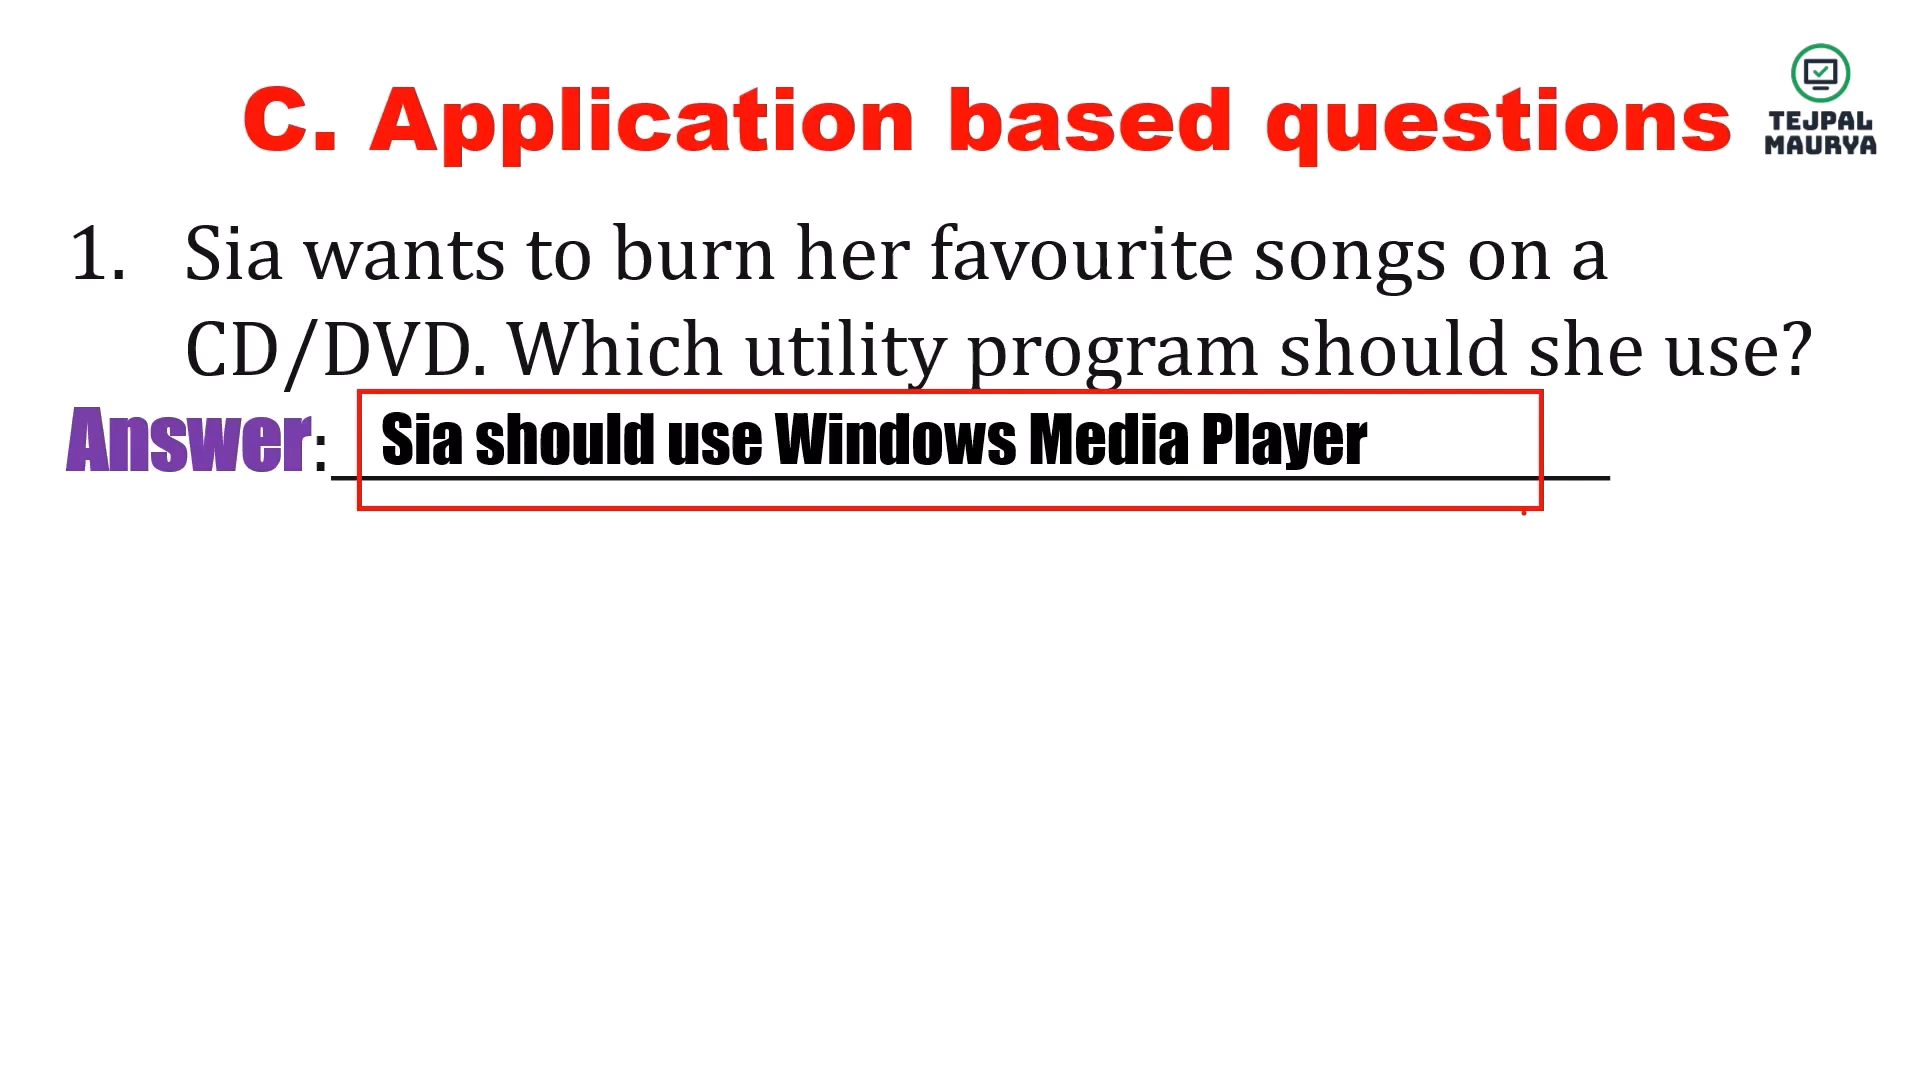 C. Application based questions
TEJPAL
MAURYA
1. Sia wants to burn her favourite songs on a
CD/DVD. Which utility program should she use?
Answer: Sia should use Windows Media Player